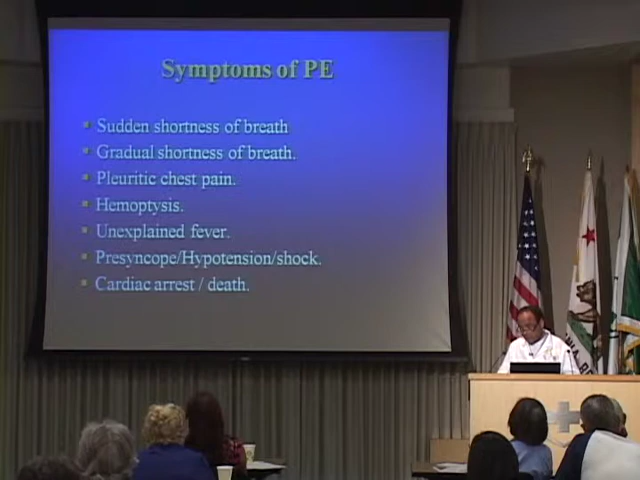 Symptoms of PE
Sudden shortness of breath
Gradual shortness of breath.
Pleuritic chest pain.
Hemoptysis.
Unexplained fever.
Presyncope/Hypotension/shock.
Cardiac arrest / death.